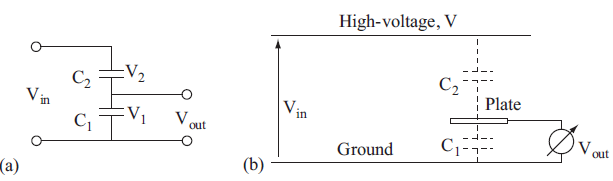 C2 V2
Vin
C1 V1 Vout
(a)
High-voltage, V
C2
Vin
Plate
Ground C1 Vout
(b)